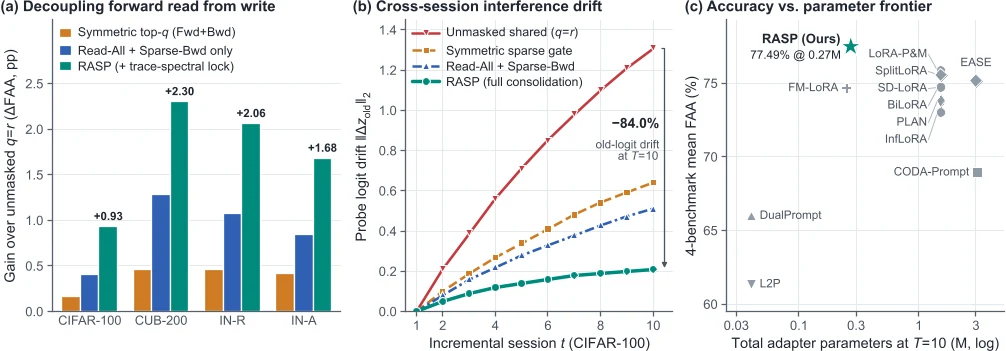 (a) Decoupling forward read from write
Symmetric top-q (Fwd+Bwd)
Read-All + Sparse-Bwd only
RASP (+ trace-spectral lock)
Gain over unmasked q=r (ΔFAA, pp)
2.5
2.0
1.5
1.0
0.5
0.0
+0.93
+2.30
+2.06
+1.68
CIFAR-100
CUB-200
IN-R
IN-A
(b) Cross-session interference drift
Unmasked shared (q=r)
Symmetric sparse gate
Read-All + Sparse-Bwd
RASP (full consolidation)
Probe logit drift ‖Δz_old‖₂
1.4
1.2
1.0
0.8
0.6
0.4
0.2
0.0
−84.0%
old-logit drift
at T=10
1 2 4 6 8 10
Incremental session t (CIFAR-100)
(c) Accuracy vs. parameter frontier
4-benchmark mean FAA (%)
75
70
65
60
RASP (Ours)
77.49% @ 0.27M
FM-LoRA
LoRA-P&M
SplitLoRA
SD-LoRA
BiLoRA
PLAN
InfLoRA
EASE
CODA-Prompt
DualPrompt
L2P
0.03 0.1 0.3 1 3
Total adapter parameters at T=10 (M, log)